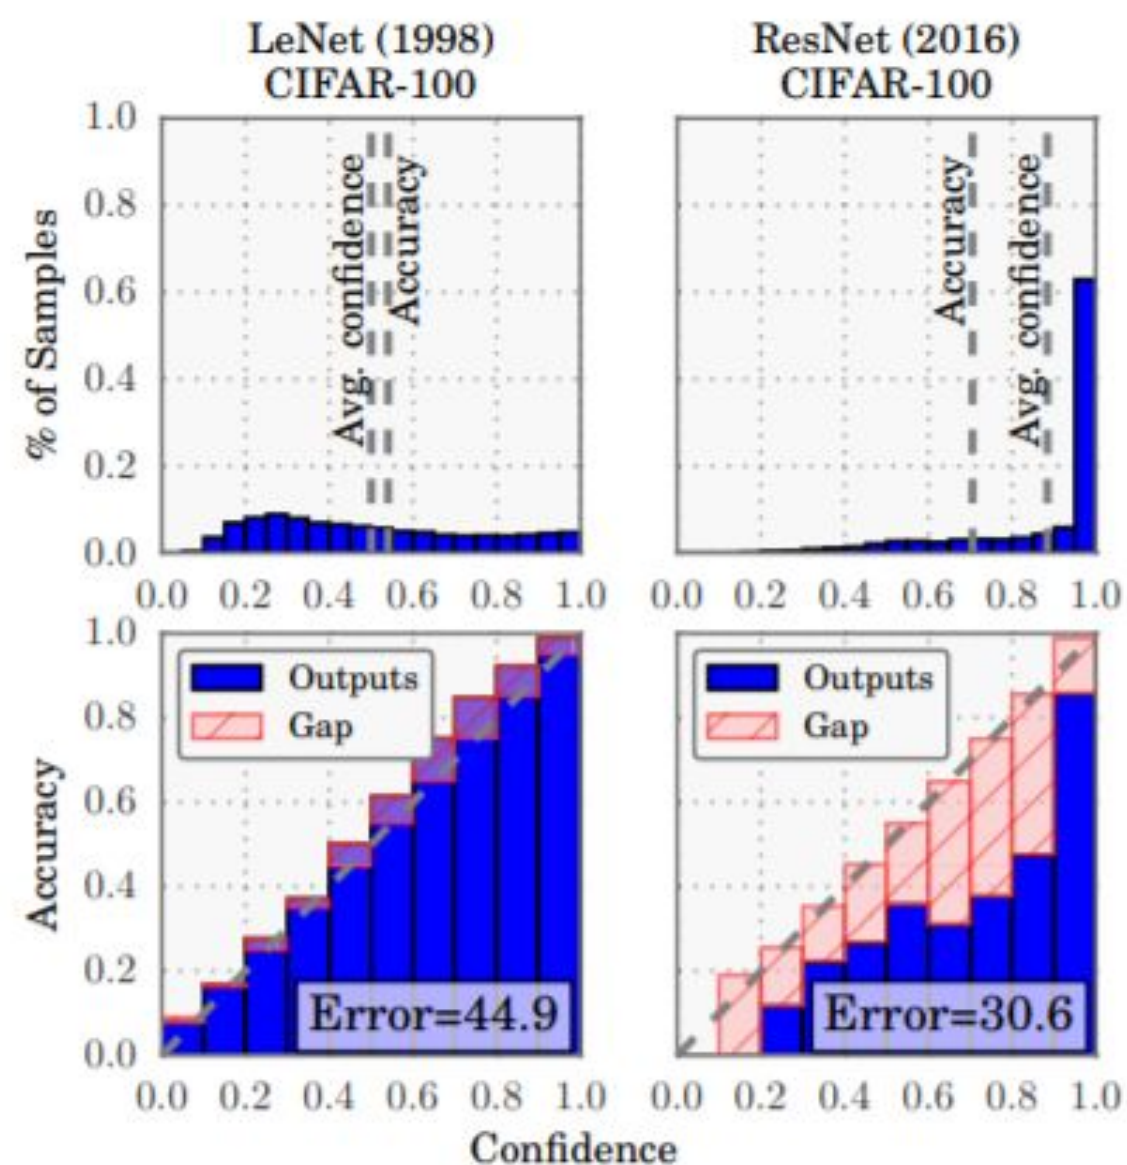 LeNet (1998)
CIFAR-100
ResNet (2016)
CIFAR-100
% of Samples
1.0
0.8
0.6
0.4
0.2
0.0
Avg. confidence
Accuracy
0.0 0.2 0.4 0.6 0.8 1.0
Accuracy
Avg. confidence
0.0 0.2 0.4 0.6 0.8 1.0
Accuracy
1.0
0.8
0.6
0.4
0.2
0.0
Outputs
Gap
Error=44.9
0.0 0.2 0.4 0.6 0.8 1.0
Outputs
Gap
Error=30.6
0.0 0.2 0.4 0.6 0.8 1.0
Confidence